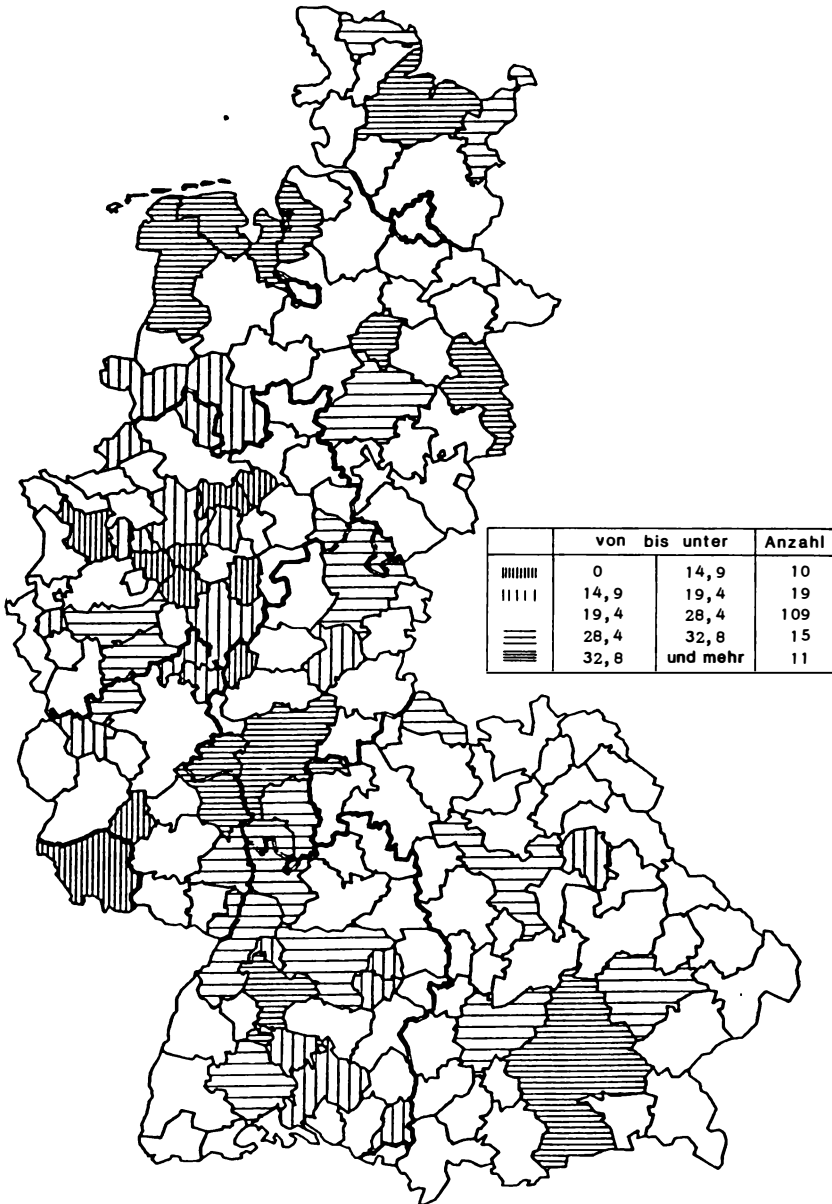 von bis unter Anzahl
0 14,9 10
14,9 19,4 19
19,4 28,4 109
28,4 32,8 15
32,8 und mehr 11